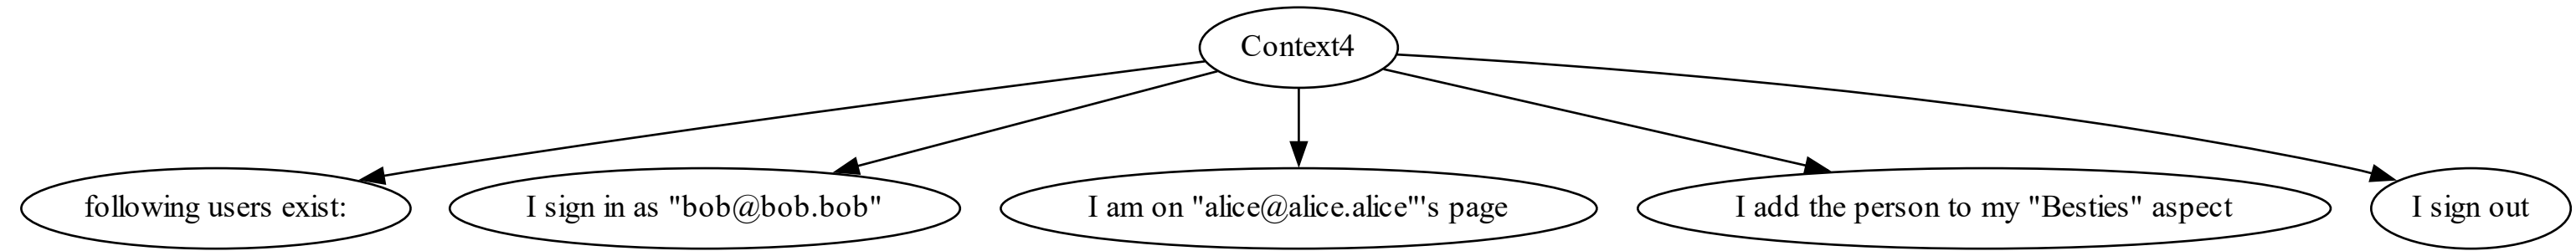 Context4
following users exist:
I sign in as "bob@bob.bob"
I am on "alice@alice.alice"'s page
I add the person to my "Besties" aspect
I sign out